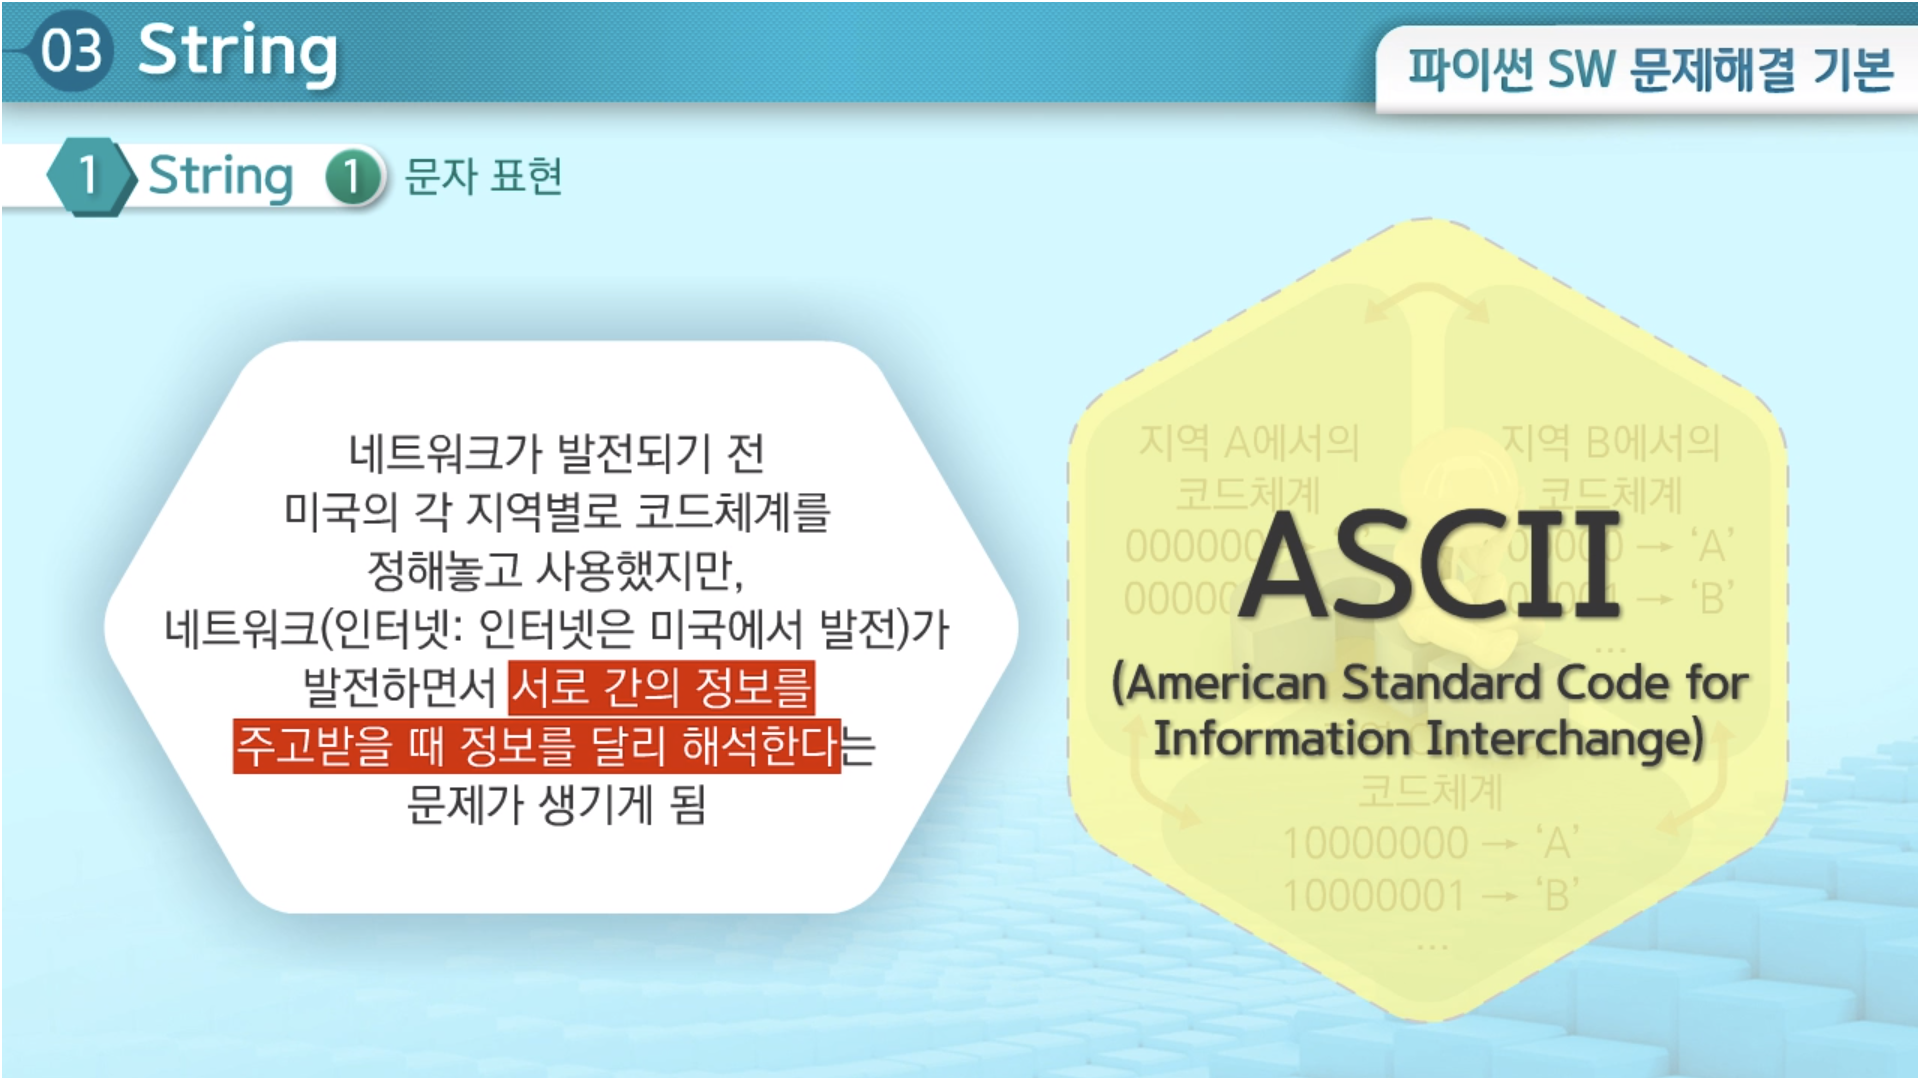 03 String
파이썬 SW 문제해결 기본
1 String 1 문자 표현
네트워크가 발전되기 전
미국의 각 지역별로 코드체계를
정해놓고 사용했지만,
네트워크(인터넷: 인터넷은 미국에서 발전)가
발전하면서 서로 간의 정보를
주고받을 때 정보를 달리 해석한다는
문제가 생기게 됨
지역 A에서의
코드체계
지역 B에서의
코드체계
→ ‘A’
→ ‘B’
...
ASCII
(American Standard Code for
Information Interchange)
코드체계
10000000 → ‘A’
10000001 → ‘B’
...